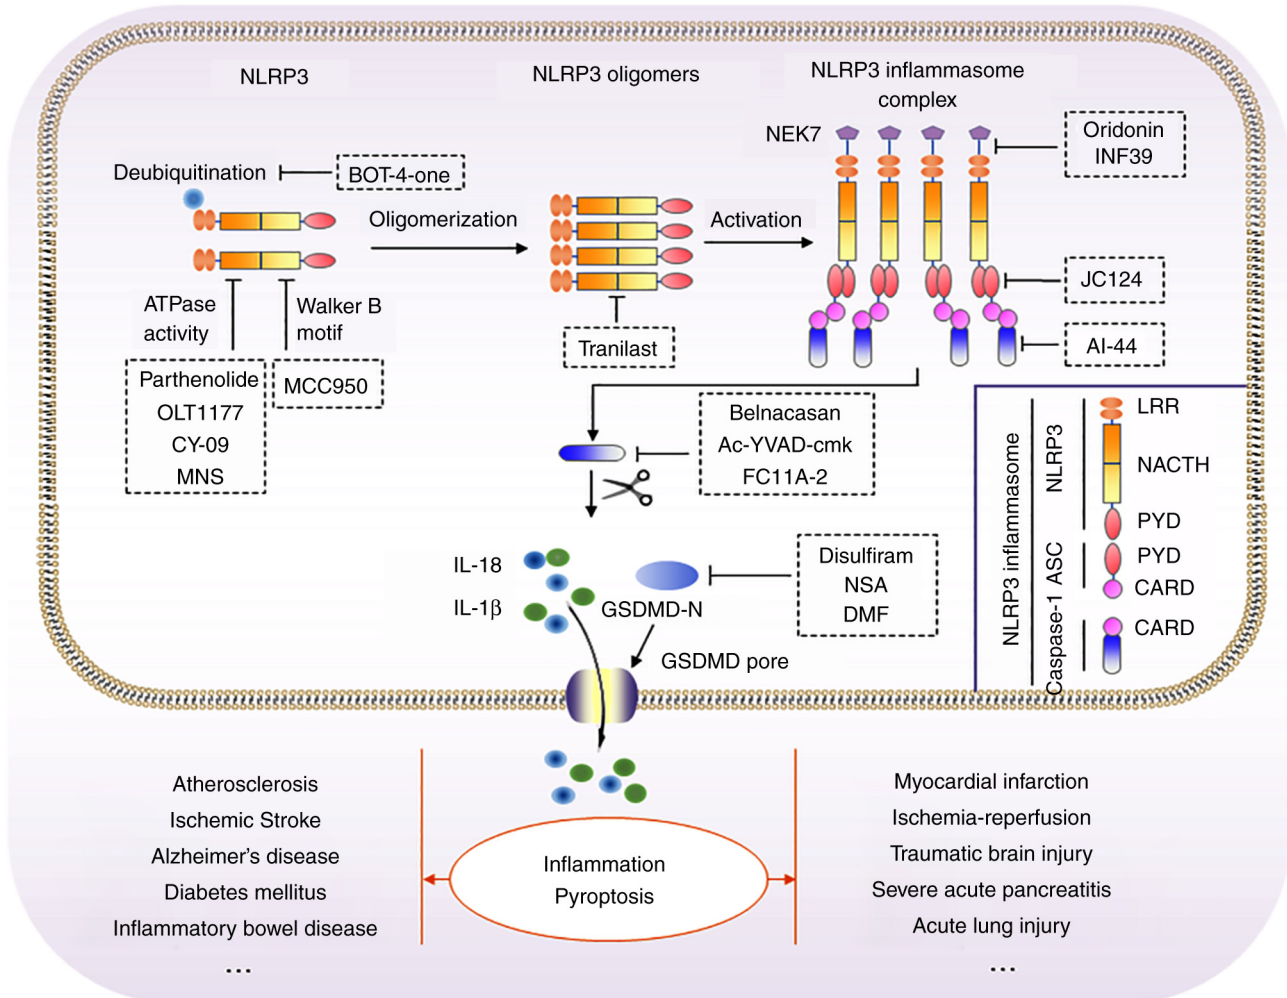 NLRP3
NLRP3 oligomers
NLRP3 inflammasome
complex
NEK7
Oridonin
INF39
Deubiquitination
BOT-4-one
Oligomerization
Activation
JC124
ATPase
activity
Walker B
motif
Tranilast
AI-44
Parthenolide
OLT1177
CY-09
MNS
MCC950
Belnacasan
Ac-YVAD-cmk
FC11A-2
IL-18
IL-1β
GSDMD-N
Disulfiram
NSA
DMF
GSDMD pore
NLRP3 inflammasome
NLRP3
ASC
Caspase-1
LRR
NACTH
PYD
PYD
CARD
CARD
Atherosclerosis
Ischemic Stroke
Alzheimer's disease
Diabetes mellitus
Inflammatory bowel disease
...
Inflammation
Pyroptosis
Myocardial infarction
Ischemia-reperfusion
Traumatic brain injury
Severe acute pancreatitis
Acute lung injury
...